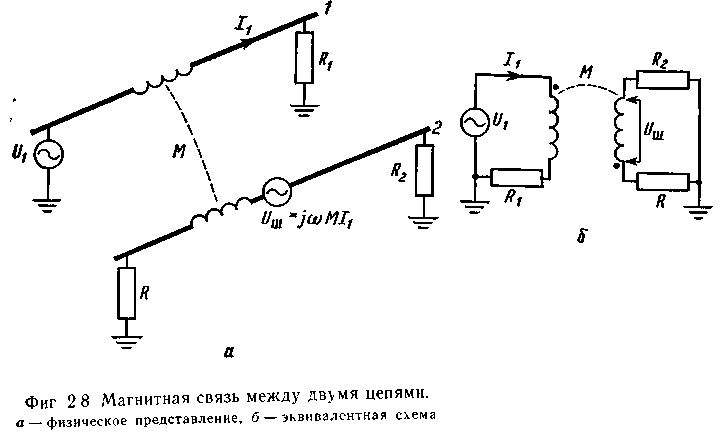 1
I₁
R₁
U₁
M
2
R₂
Uш = jωMI₁
R
а
I₁
M
R₂
U₁
Uш
R₁
R
б
Фиг 2 8 Магнитная связь между двумя цепями.
а — физическое представление, б — эквивалентная схема